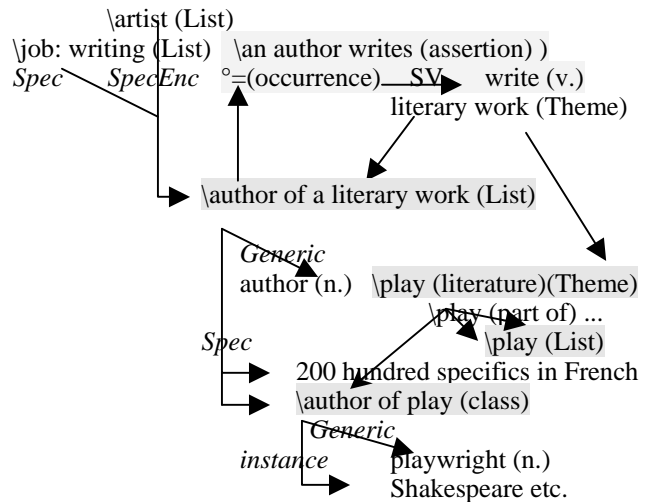 \artist (List)
\job: writing (List) \an author writes (assertion) )
Spec SpecEnc °=(occurrence) SV write (v.)
literary work (Theme)
\author of a literary work (List)
Generic
author (n.) \play (literature)(Theme)
\play (part of) ...
Spec \play (List)
200 hundred specifics in French
\author of play (class)
Generic
instance playwright (n.)
Shakespeare etc.